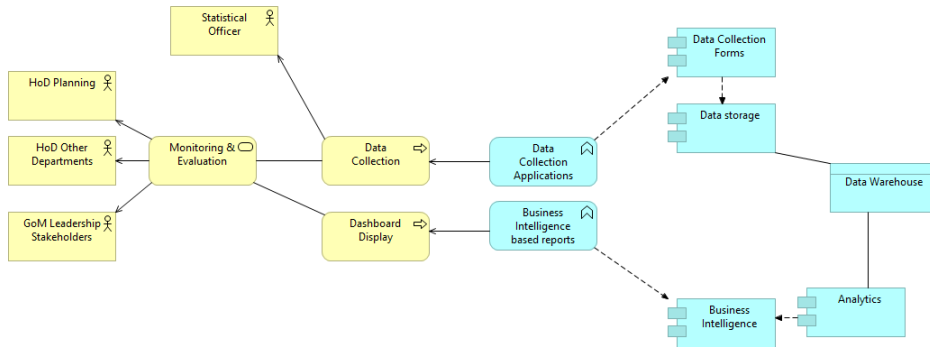 Statistical
Officer
HoD Planning
HoD Other
Departments
GoM Leadership
Stakeholders
Monitoring &
Evaluation
Data
Collection
Dashboard
Display
Data
Collection
Applications
Business
Intelligence
based reports
Data Collection
Forms
Data storage
Data Warehouse
Analytics
Business
Intelligence